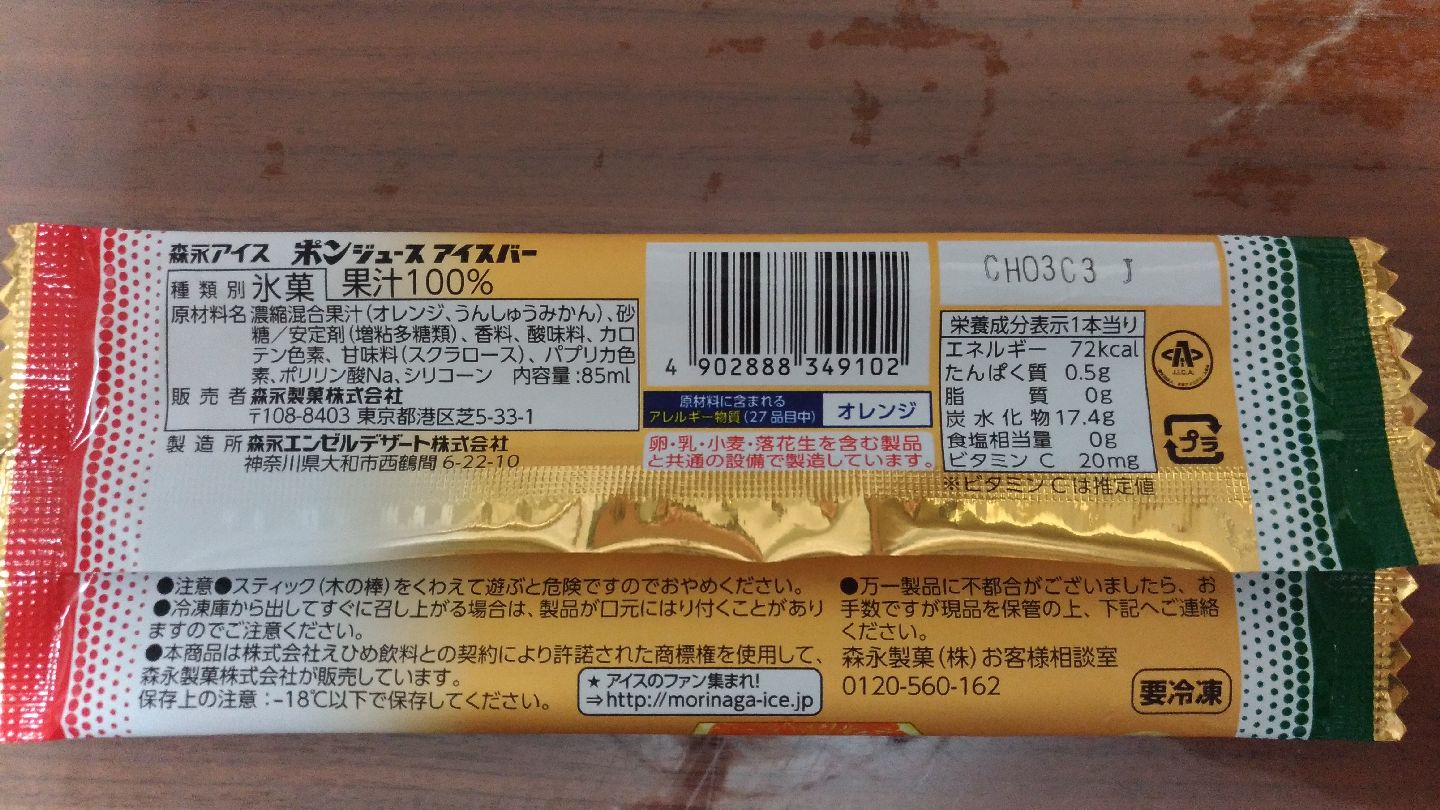 森永アイス ポンジュース アイスバー
種類別 氷菓 果汁100%
原材料名 濃縮混合果汁(オレンジ、うんしゅうみかん)、砂
糖/安定剤(増粘多糖類)、香料、酸味料、カロ
テン色素、甘味料(スクラロース)、パプリカ色
素、ポリリン酸Na、シリコーン 内容量:85ml
販売者 森永製菓株式会社
〒108-8403 東京都港区芝5-33-1
製造所 森永エンゼルデザート株式会社
神奈川県大和市西鶴間 6-22-10
4 902888 349102
原材料に含まれる
アレルギー物質(27品目中) オレンジ
卵・乳・小麦・落花生を含む製品
と共通の設備で製造しています。
CH03C3 J
栄養成分表示1本当り
エネルギー 72kcal
たんぱく質 0.5g
脂質 0g
炭水化物 17.4g
食塩相当量 0g
ビタミンC 20mg
※ビタミンCは推定値
J.I.C.A.
プラ
●注意●スティック(木の棒)をくわえて遊ぶと危険ですのでおやめください。
●冷凍庫から出してすぐに召し上がる場合は、製品が口元にはり付くことがあり
ますのでご注意ください。
●本商品は株式会社えひめ飲料との契約により許諾された商標権を使用して、
森永製菓株式会社が販売しています。
保存上の注意:-18℃以下で保存してください。
★アイスのファン集まれ!
⇒http://morinaga-ice.jp
●万一製品に不都合がございましたら、お
手数ですが現品を保管の上、下記へご連絡
ください。
森永製菓(株)お客様相談室
0120-560-162
要冷凍